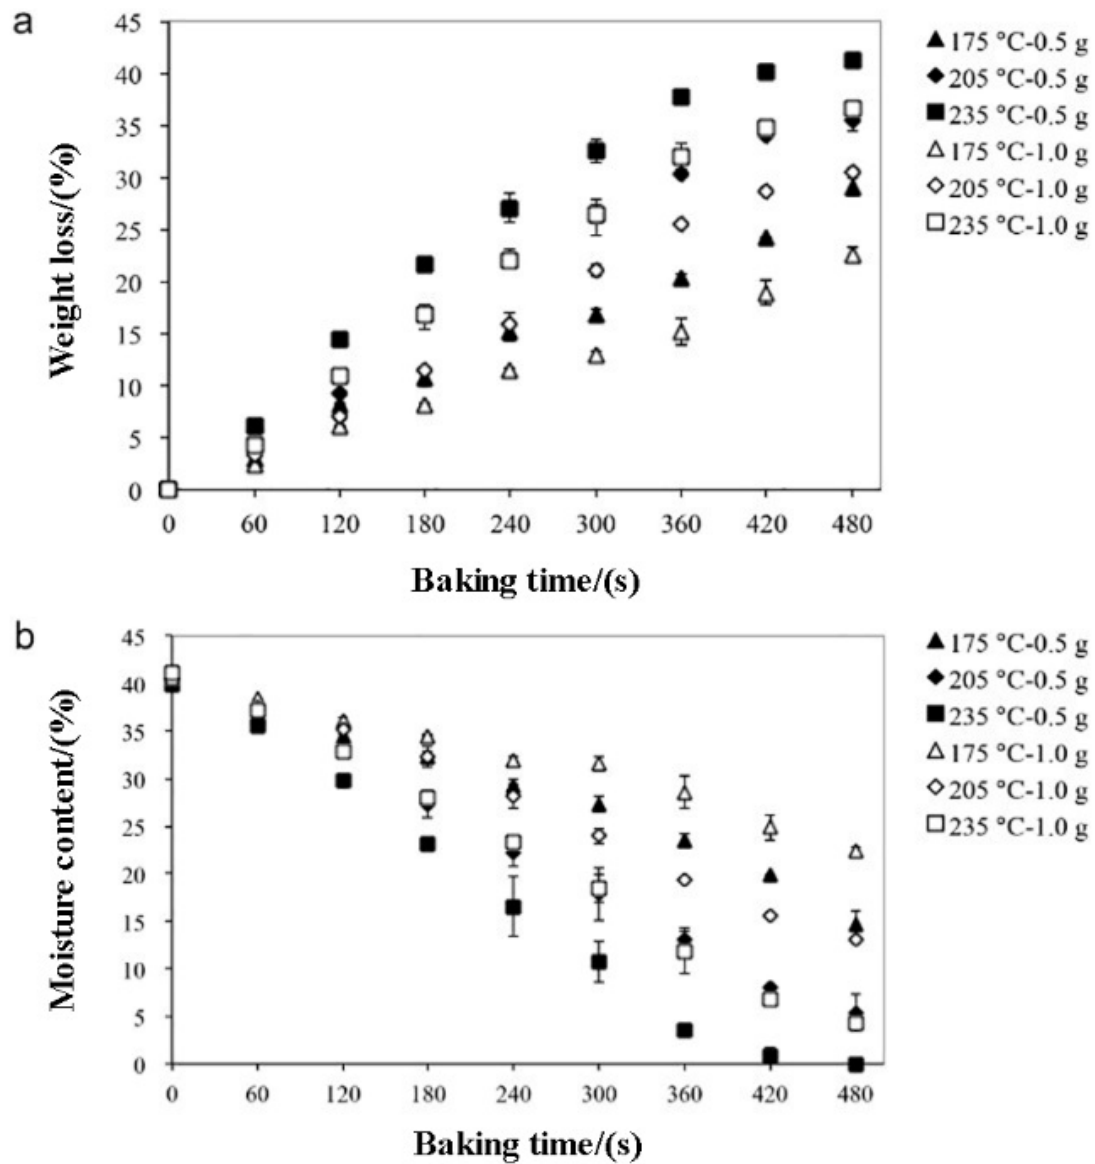 a
Weight loss/(%)
45
40
35
30
25
20
15
10
5
0
0 60 120 180 240 300 360 420 480
Baking time/(s)
175 °C-0.5 g
205 °C-0.5 g
235 °C-0.5 g
175 °C-1.0 g
205 °C-1.0 g
235 °C-1.0 g
b
Moisture content/(%)
45
40
35
30
25
20
15
10
5
0
0 60 120 180 240 300 360 420 480
Baking time/(s)
175 °C-0.5 g
205 °C-0.5 g
235 °C-0.5 g
175 °C-1.0 g
205 °C-1.0 g
235 °C-1.0 g